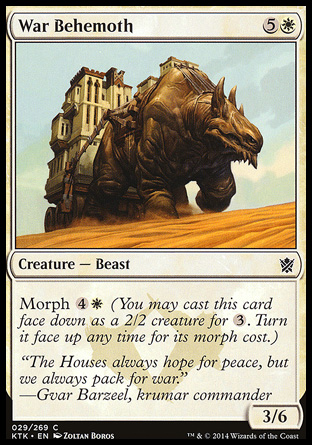 War Behemoth 5
Creature — Beast
Morph 4 (You may cast this card
face down as a 2/2 creature for 3. Turn
it face up any time for its morph cost.)
“The Houses always hope for peace, but
we always pack for war.”
—Gvar Barzeel, krumar commander
3/6
029/269 C
KTK • EN Zoltan Boros
™ & © 2014 Wizards of the Coast